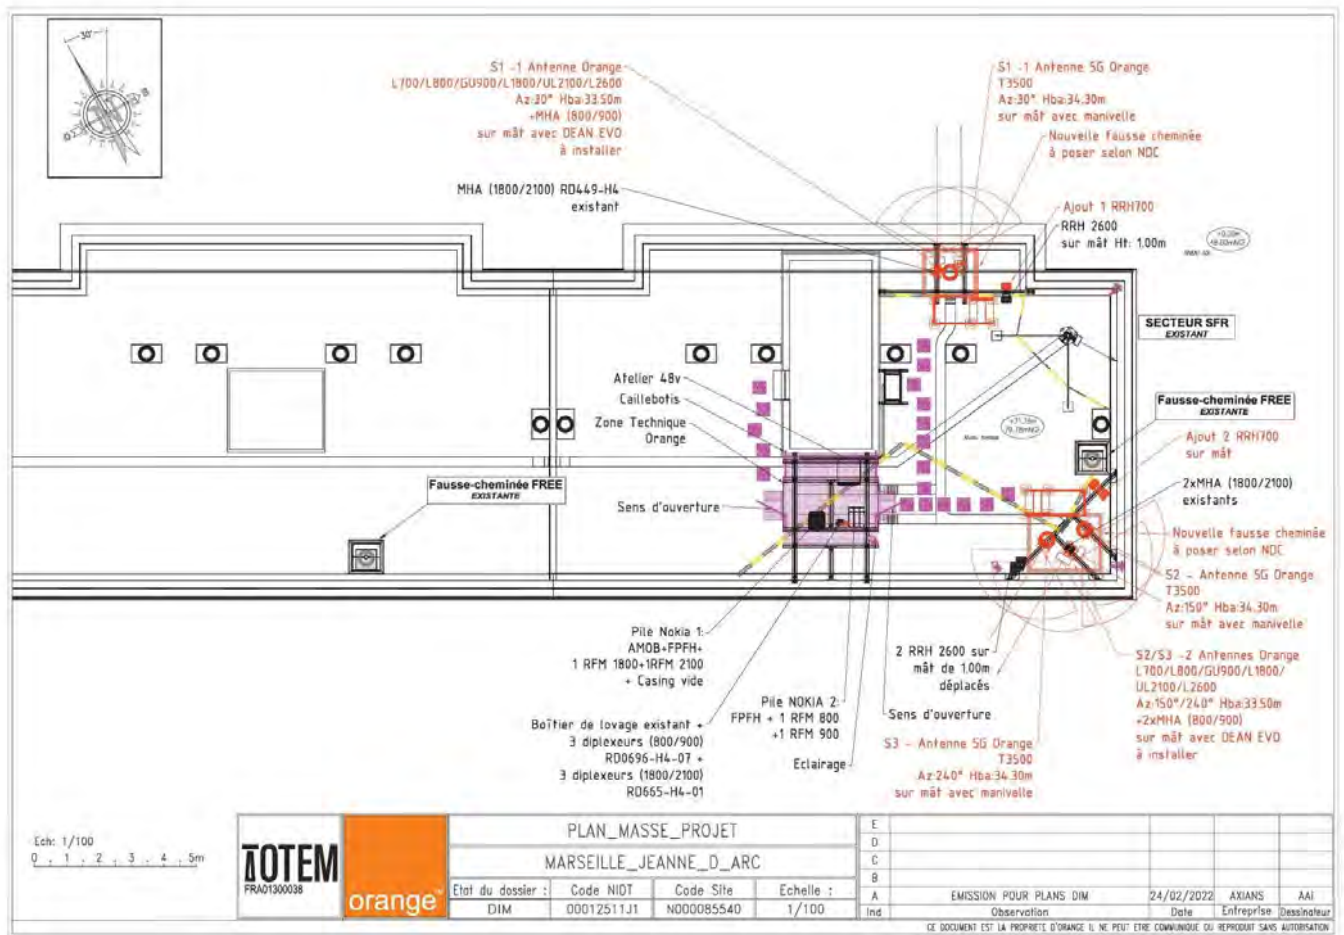 30°
S1 -1 Antenne Orange
L700/L800/GU900/L1800/UL2100/L2600
Az:30° Hba:33.50m
+MHA (800/900)
sur mât avec DEAN EVO
à installer
S1 -1 Antenne 5G Orange
T3500
Az:30° Hba:34.30m
sur mât avec manivelle
Nouvelle fausse cheminée
à poser selon NDC
MHA (1800/2100) RD449-H4
existant
Ajout 1 RRH700
RRH 2600
sur mât Ht: 1.00m
SECTEUR SFR
EXISTANT
Atelier 48v
Caillebotis
Zone Technique
Orange
Sens d'ouverture
Fausse-cheminée FREE
EXISTANTE
Fausse-cheminée FREE
EXISTANTE
Ajout 2 RRH700
sur mât
2xMHA (1800/2100)
existants
Nouvelle fausse cheminée
à poser selon NDC
S2 - Antenne 5G Orange
T3500
Az:150° Hba:34.30m
sur mât avec manivelle
S2/S3 -2 Antennes Orange
L700/L800/GU900/L1800/
UL2100/L2600
Az:150°/240° Hba:33.50m
+2xMHA (800/900)
sur mât avec DEAN EVO
à installer
Pile Nokia 1:
AMOB+FPFH+
1 RFM 1800+1RFM 2100
+ Casing vide
Boîtier de lovage existant +
3 diplexeurs (800/900)
RD0696-H4-07 +
3 diplexeurs (1800/2100)
RD665-H4-01
Pile NOKIA 2:
FPFH + 1 RFM 800
+1 RFM 900
Eclairage
2 RRH 2600 sur
mât de 1.00m
déplacés
Sens d'ouverture
S3 - Antenne 5G Orange
T3500
Az:240° Hba:34.30m
sur mât avec manivelle
Ech: 1/100
0 1 2 3 4 5m
TOTEM
FRA01300038
orange™
PLAN_MASSE_PROJET
MARSEILLE_JEANNE_D_ARC
Etat du dossier : Code NIDT Code Site Echelle :
DIM 00012511J1 N000085540 1/100
E
D
C
B
A EMISSION POUR PLANS DIM 24/02/2022 AXIANS AAI
Ind Observation Date Entreprise Dessinateur
CE DOCUMENT EST LA PROPRIETE D'ORANGE IL NE PEUT ETRE COMMUNIQUE OU REPRODUIT SANS AUTORISATION